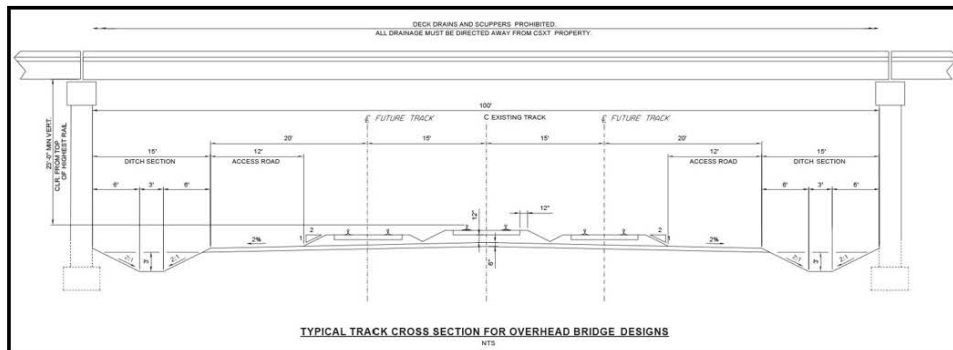 DECK DRAINS AND SCUPPERS PROHIBITED.
ALL DRAINAGE MUST BE DIRECTED AWAY FROM CSXT PROPERTY.
100'
℄ FUTURE TRACK
C EXISTING TRACK
℄ FUTURE TRACK
23'-0" MIN VERT.
CLR. FROM TOP
OF HIGHEST RAIL
20'
15'
15'
20'
15'
12'
12'
15'
DITCH SECTION
ACCESS ROAD
ACCESS ROAD
DITCH SECTION
6'
3'
6'
6'
3'
6'
12"
12"
2
1
2
1
2%
2%
6"
2:1
3'
2:1
2:1
3'
2:1
TYPICAL TRACK CROSS SECTION FOR OVERHEAD BRIDGE DESIGNS
NTS